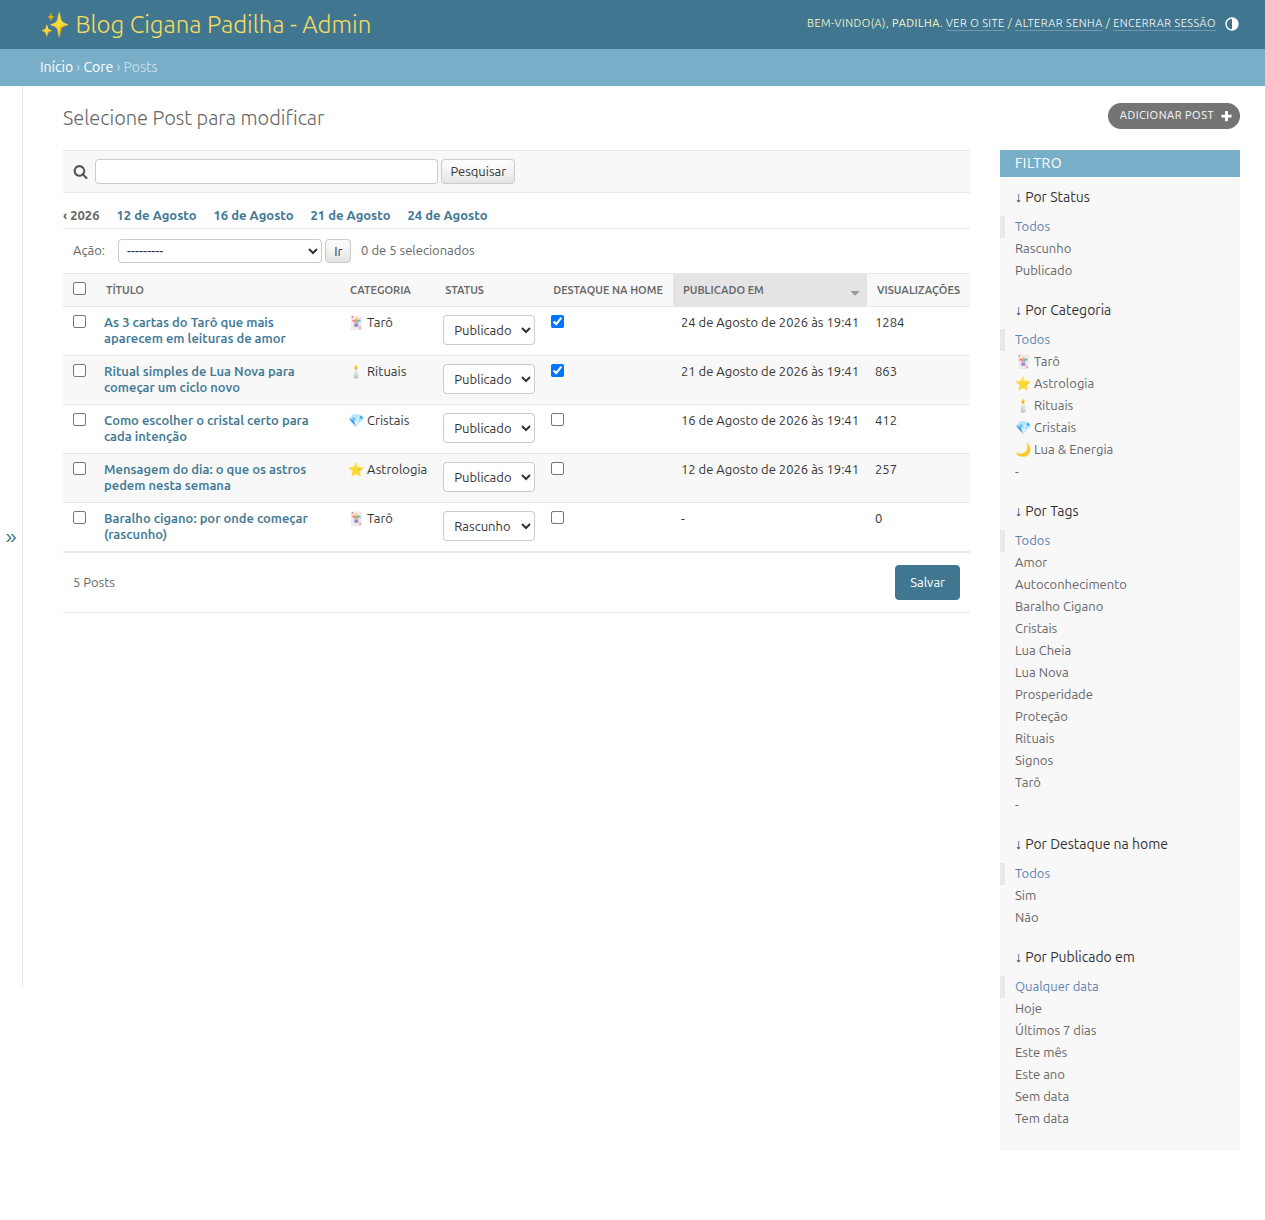 ✨ Blog Cigana Padilha - Admin
BEM-VINDO(A), PADILHA. VER O SITE / ALTERAR SENHA / ENCERRAR SESSÃO
Início › Core › Posts
Selecione Post para modificar
ADICIONAR POST
Pesquisar
‹ 2026 12 de Agosto 16 de Agosto 21 de Agosto 24 de Agosto
Ação: --------- Ir 0 de 5 selecionados
TÍTULO CATEGORIA STATUS DESTAQUE NA HOME PUBLICADO EM VISUALIZAÇÕES
As 3 cartas do Tarô que mais
aparecem em leituras de amor
🃏 Tarô Publicado 24 de Agosto de 2026 às 19:41 1284
Ritual simples de Lua Nova para
começar um ciclo novo
🕯️ Rituais Publicado 21 de Agosto de 2026 às 19:41 863
Como escolher o cristal certo para
cada intenção
💎 Cristais Publicado 16 de Agosto de 2026 às 19:41 412
Mensagem do dia: o que os astros
pedem nesta semana
⭐ Astrologia Publicado 12 de Agosto de 2026 às 19:41 257
Baralho cigano: por onde começar
(rascunho)
🃏 Tarô Rascunho - 0
5 Posts
Salvar
»
FILTRO
↓ Por Status
Todos
Rascunho
Publicado
↓ Por Categoria
Todos
🃏 Tarô
⭐ Astrologia
🕯️ Rituais
💎 Cristais
🌙 Lua & Energia
-
↓ Por Tags
Todos
Amor
Autoconhecimento
Baralho Cigano
Cristais
Lua Cheia
Lua Nova
Prosperidade
Proteção
Rituais
Signos
Tarô
-
↓ Por Destaque na home
Todos
Sim
Não
↓ Por Publicado em
Qualquer data
Hoje
Últimos 7 dias
Este mês
Este ano
Sem data
Tem data